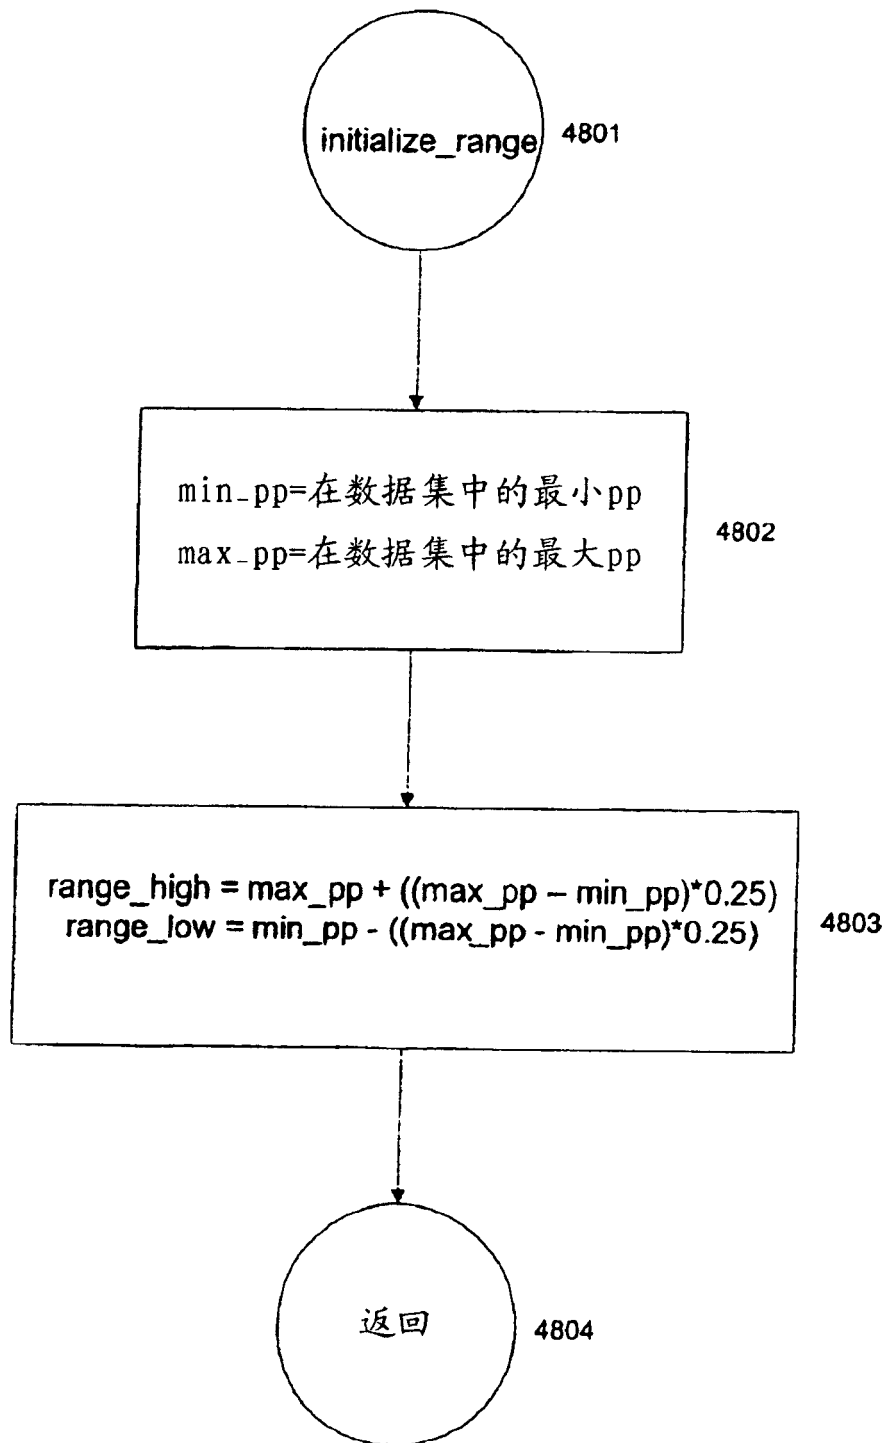 initialize_range
4801
min_pp=在数据集中的最小pp
max_pp=在数据集中的最大pp
4802
range_high = max_pp + ((max_pp – min_pp)*0.25)
range_low = min_pp - ((max_pp - min_pp)*0.25)
4803
返回
4804